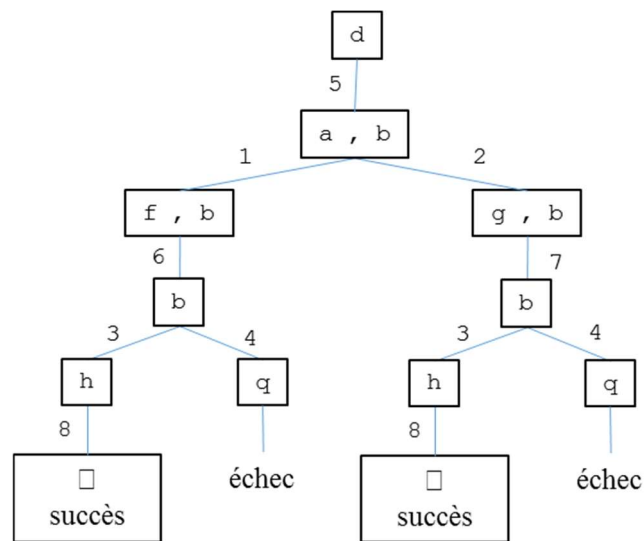 d
5
a , b
1 2
f , b g , b
6 7
b b
3 4 3 4
h q h q
8 8
□ échec □ échec
succès succès